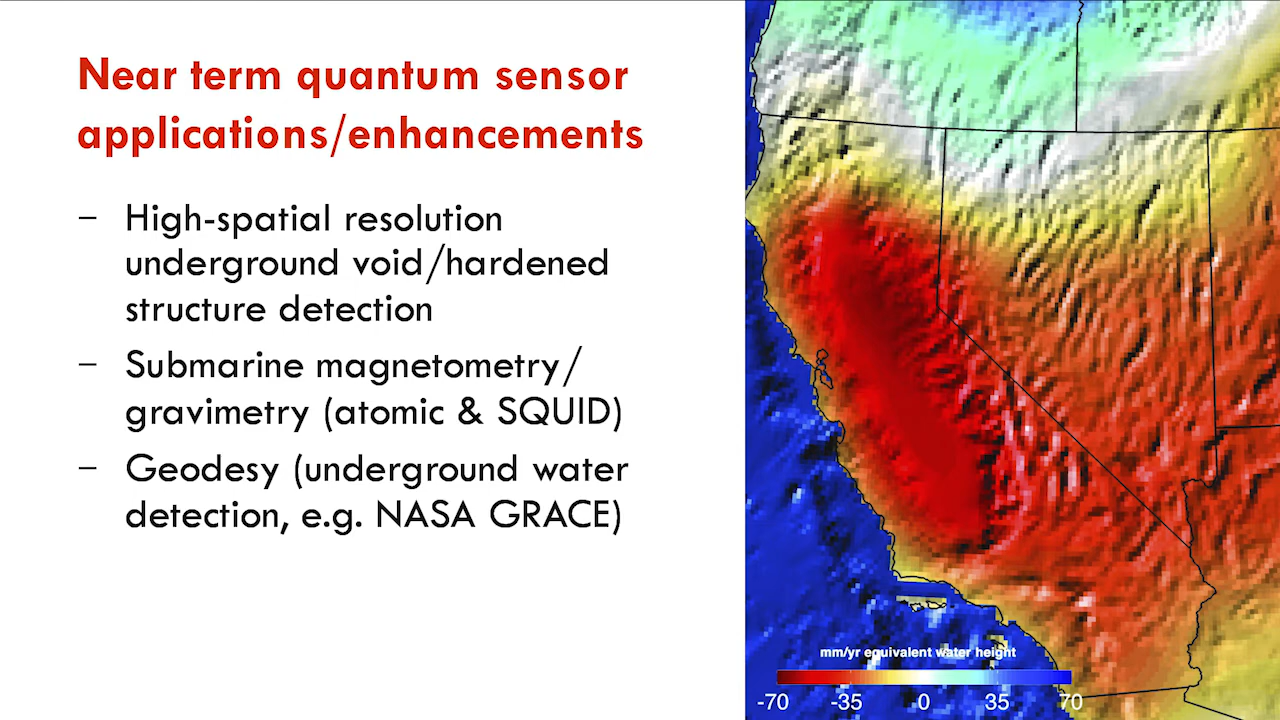 Near term quantum sensor
applications/enhancements
– High-spatial resolution
underground void/hardened
structure detection
– Submarine magnetometry/
gravimetry (atomic & SQUID)
– Geodesy (underground water
detection, e.g. NASA GRACE)
mm/yr equivalent water height
-70 -35 0 35 70